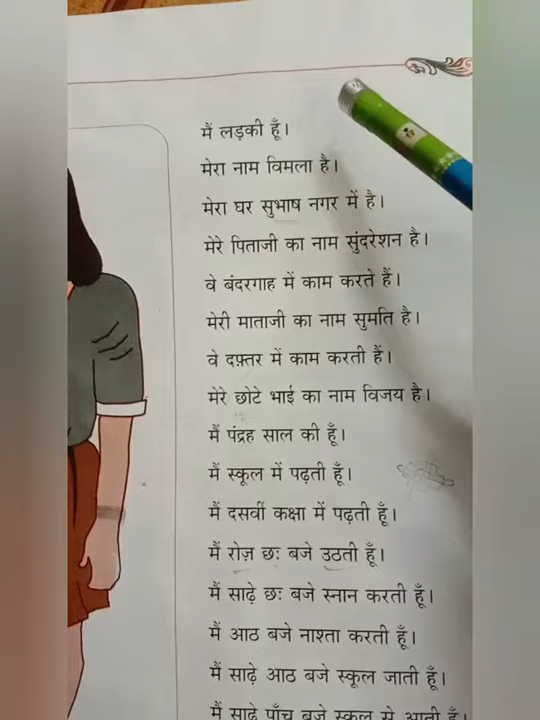 मैं लड़की हूँ।
मेरा नाम विमला है।
मेरा घर सुभाष नगर में है।
मेरे पिताजी का नाम सुंदरेशन है।
वे बंदरगाह में काम करते हैं।
मेरी माताजी का नाम सुमति है।
वे दफ़्तर में काम करती हैं।
मेरे छोटे भाई का नाम विजय है।
मैं पंद्रह साल की हूँ।
मैं स्कूल में पढ़ती हूँ।
मैं दसवीं कक्षा में पढ़ती हूँ।
मैं रोज़ छः बजे उठती हूँ।
मैं साढ़े छः बजे स्नान करती हूँ।
मैं आठ बजे नाश्ता करती हूँ।
मैं साढ़े आठ बजे स्कूल जाती हूँ।
मैं साढ़े पाँच बजे स्कूल से आती हूँ।